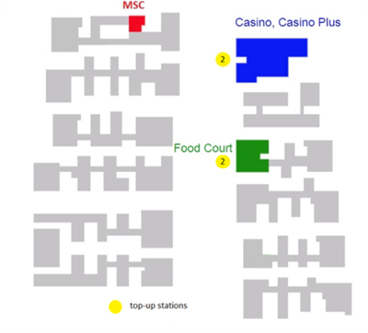 MSC
Casino, Casino Plus
2
Food Court
2
top-up stations